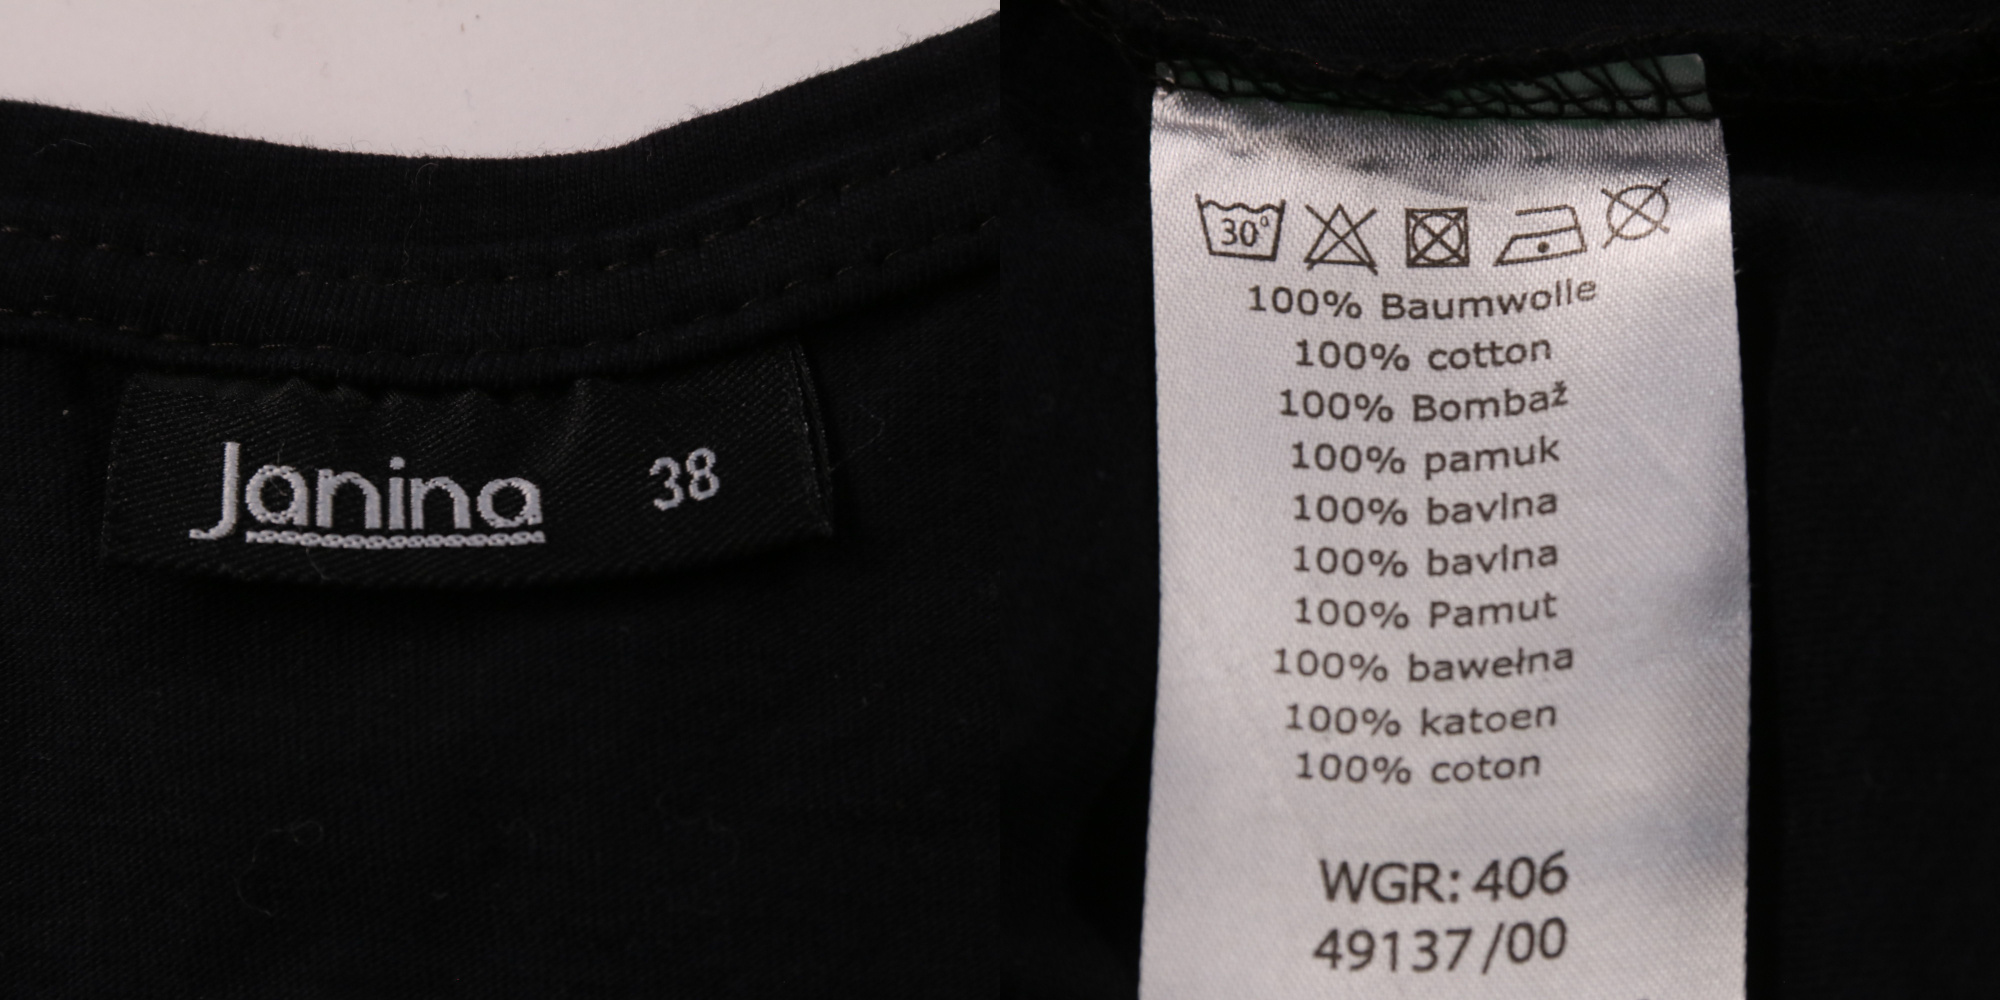 Janina 38
30°
100% Baumwolle
100% cotton
100% Bombaž
100% pamuk
100% bavlna
100% bavlna
100% Pamut
100% bawełna
100% katoen
100% coton
WGR: 406
49137/00